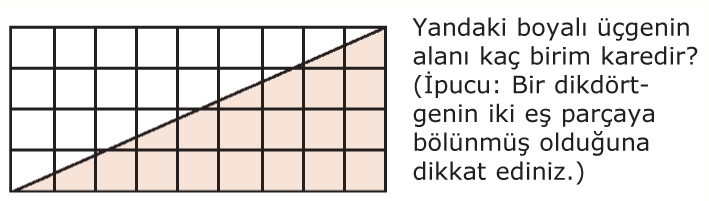 Yandaki boyalı üçgenin
alanı kaç birim karedir?
(İpucu: Bir dikdört-
genin iki eş parçaya
bölünmüş olduğuna
dikkat ediniz.)